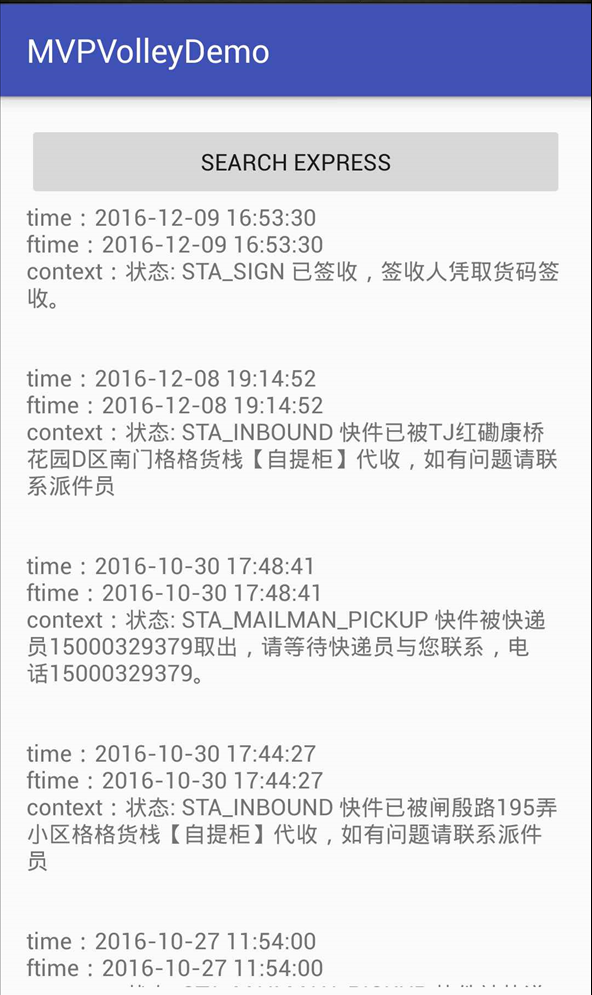 MVPVolleyDemo
SEARCH EXPRESS
time：2016-12-09 16:53:30
ftime：2016-12-09 16:53:30
context：状态: STA_SIGN 已签收，签收人凭取货码签
收。
time：2016-12-08 19:14:52
ftime：2016-12-08 19:14:52
context：状态: STA_INBOUND 快件已被TJ红磡康桥
花园D区南门格格货栈【自提柜】代收，如有问题请联
系派件员
time：2016-10-30 17:48:41
ftime：2016-10-30 17:48:41
context：状态: STA_MAILMAN_PICKUP 快件被快递
员15000329379取出，请等待快递员与您联系，电
话15000329379。
time：2016-10-30 17:44:27
ftime：2016-10-30 17:44:27
context：状态: STA_INBOUND 快件已被闸殷路195弄
小区格格货栈【自提柜】代收，如有问题请联系派件
员
time：2016-10-27 11:54:00
ftime：2016-10-27 11:54:00